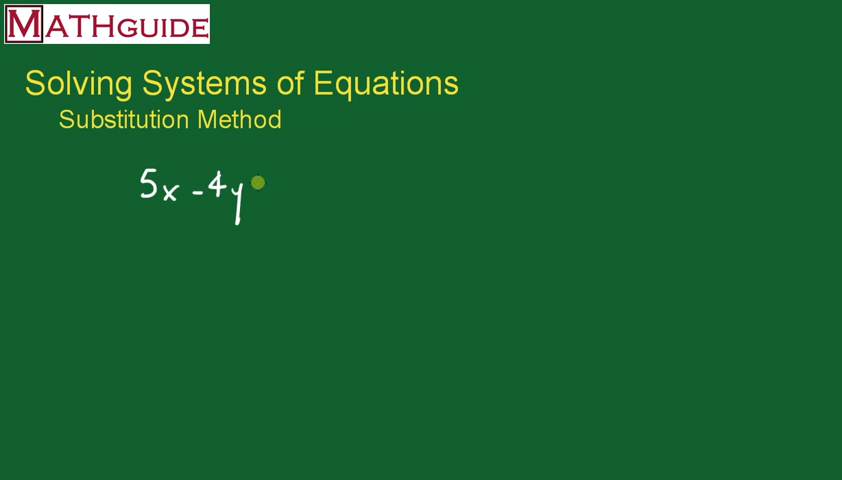 MATHGUIDE
Solving Systems of Equations
Substitution Method
5x - 4y